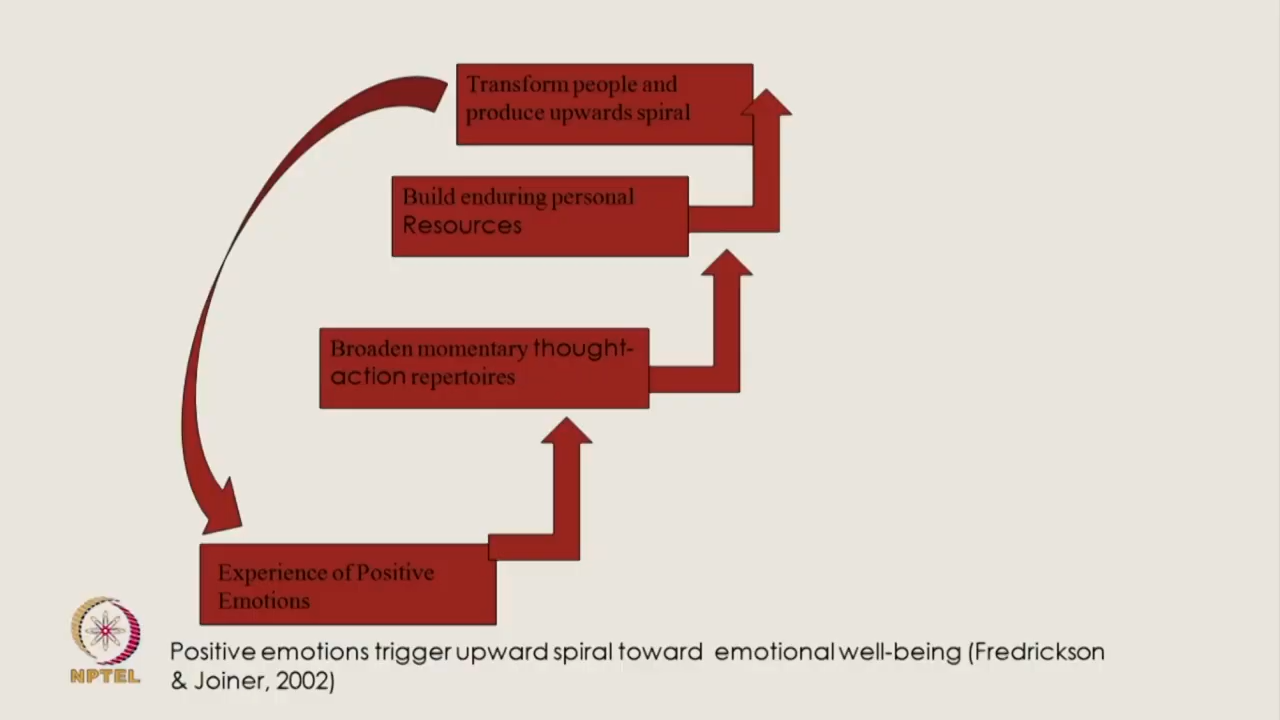 Transform people and
produce upwards spiral
Build enduring personal
Resources
Broaden momentary thought-
action repertoires
Experience of Positive
Emotions
NPTEL
Positive emotions trigger upward spiral toward emotional well-being (Fredrickson
& Joiner, 2002)